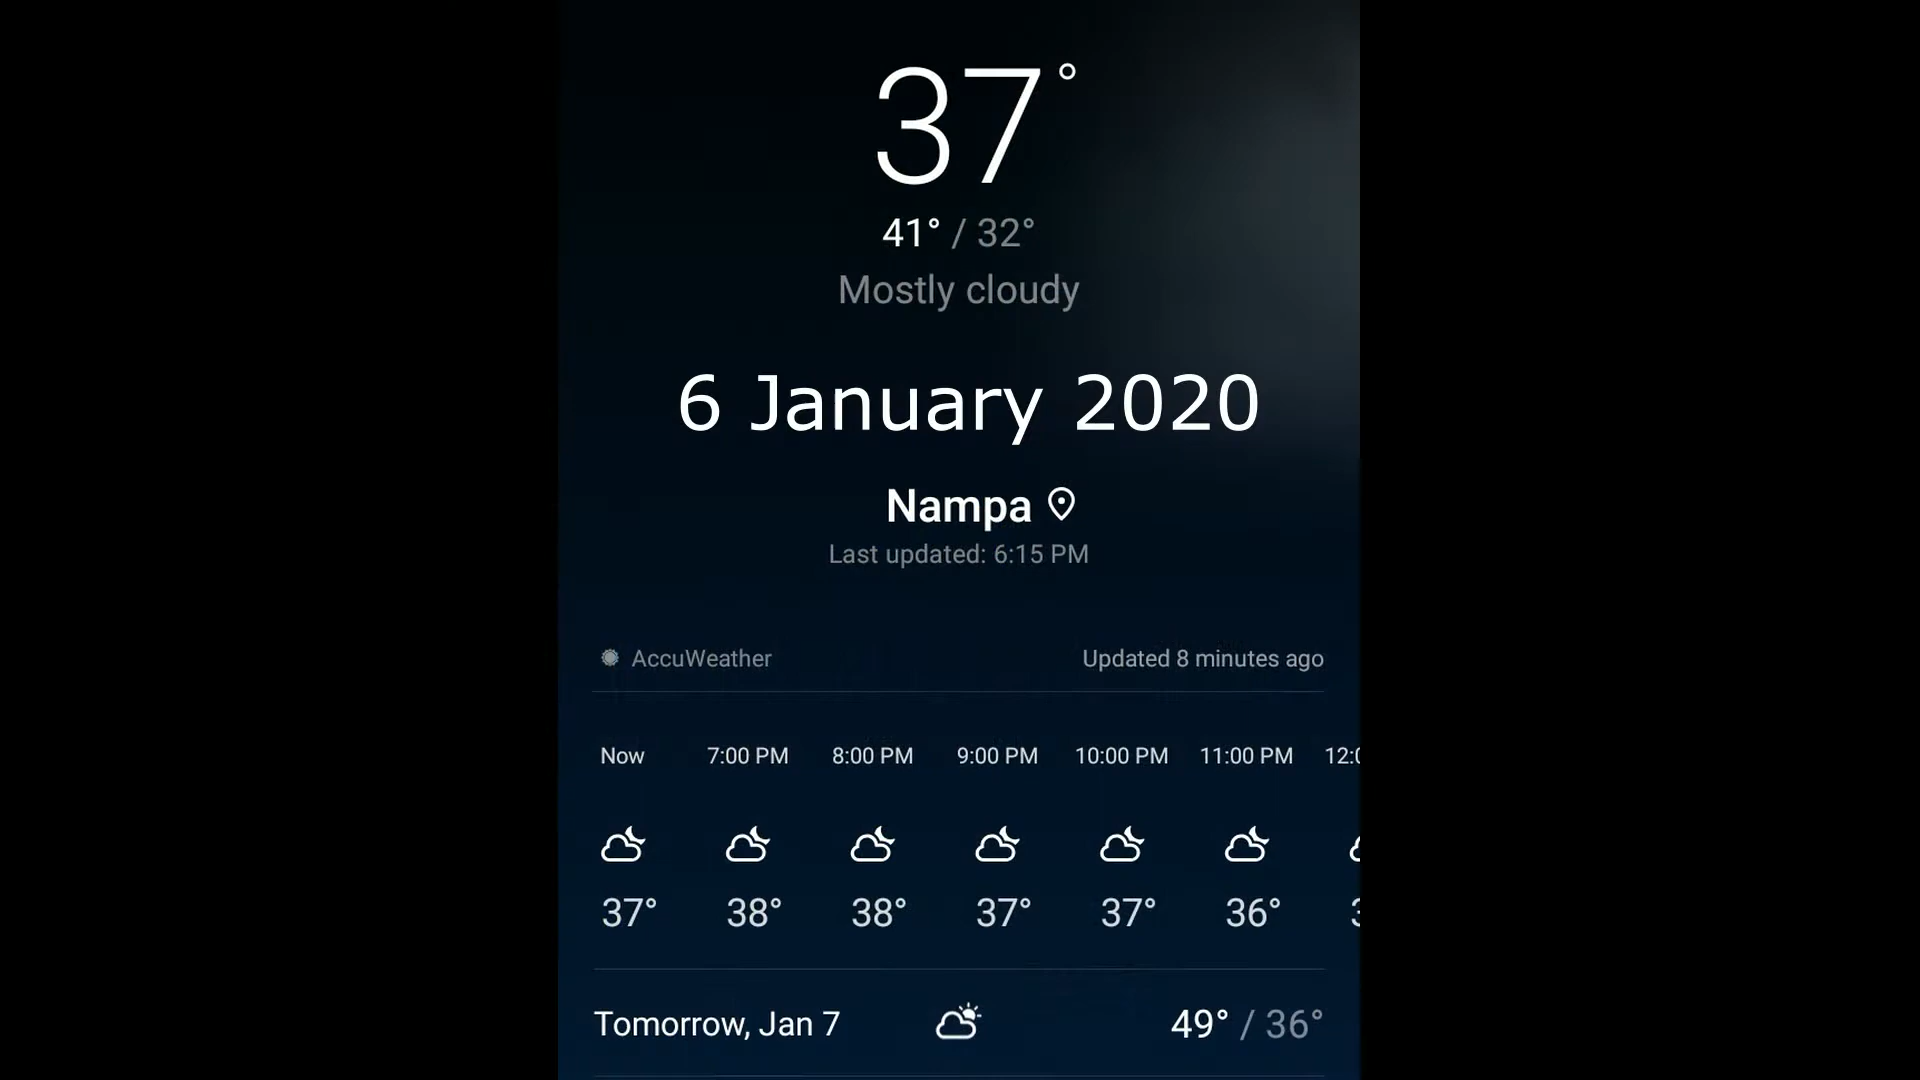 37°
41° / 32°
Mostly cloudy
6 January 2020
Nampa
Last updated: 6:15 PM
AccuWeather Updated 8 minutes ago
Now 7:00 PM 8:00 PM 9:00 PM 10:00 PM 11:00 PM
37° 38° 38° 37° 37° 36°
Tomorrow, Jan 7 49° / 36°